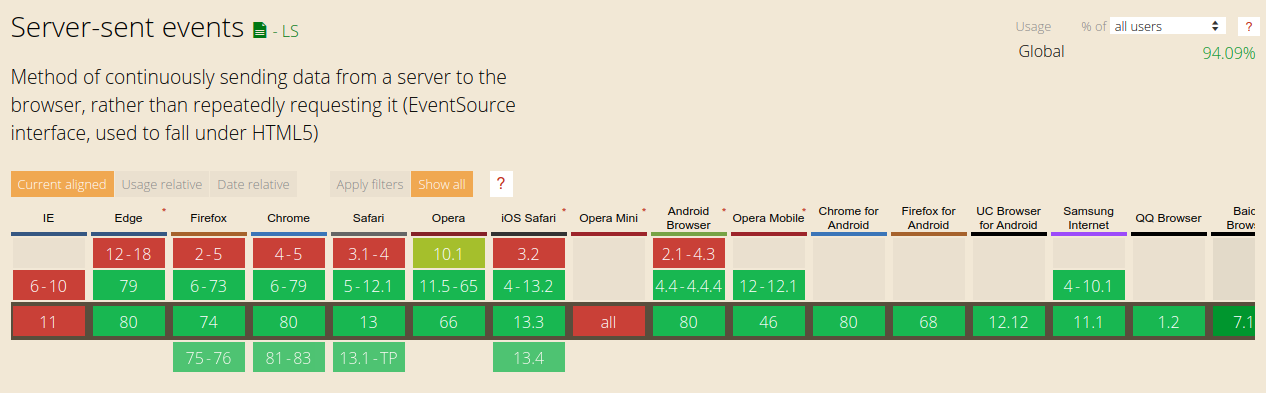 Server-sent events - LS
Usage % of all users ?
Global 94.09%
Method of continuously sending data from a server to the
browser, rather than repeatedly requesting it (EventSource
interface, used to fall under HTML5)
Current aligned Usage relative Date relative Apply filters Show all ?
IE Edge * Firefox Chrome Safari Opera iOS Safari * Opera Mini * Android Browser * Opera Mobile * Chrome for Android Firefox for Android UC Browser for Android Samsung Internet QQ Browser
12-18 2-5 4-5 3.1-4 10.1 3.2 2.1-4.3
6-10 79 6-73 6-79 5-12.1 11.5-65 4-13.2 4.4-4.4.4 12-12.1 4-10.1
11 80 74 80 13 66 13.3 all 80 46 80 68 12.12 11.1 1.2 7.1
75-76 81-83 13.1-TP 13.4